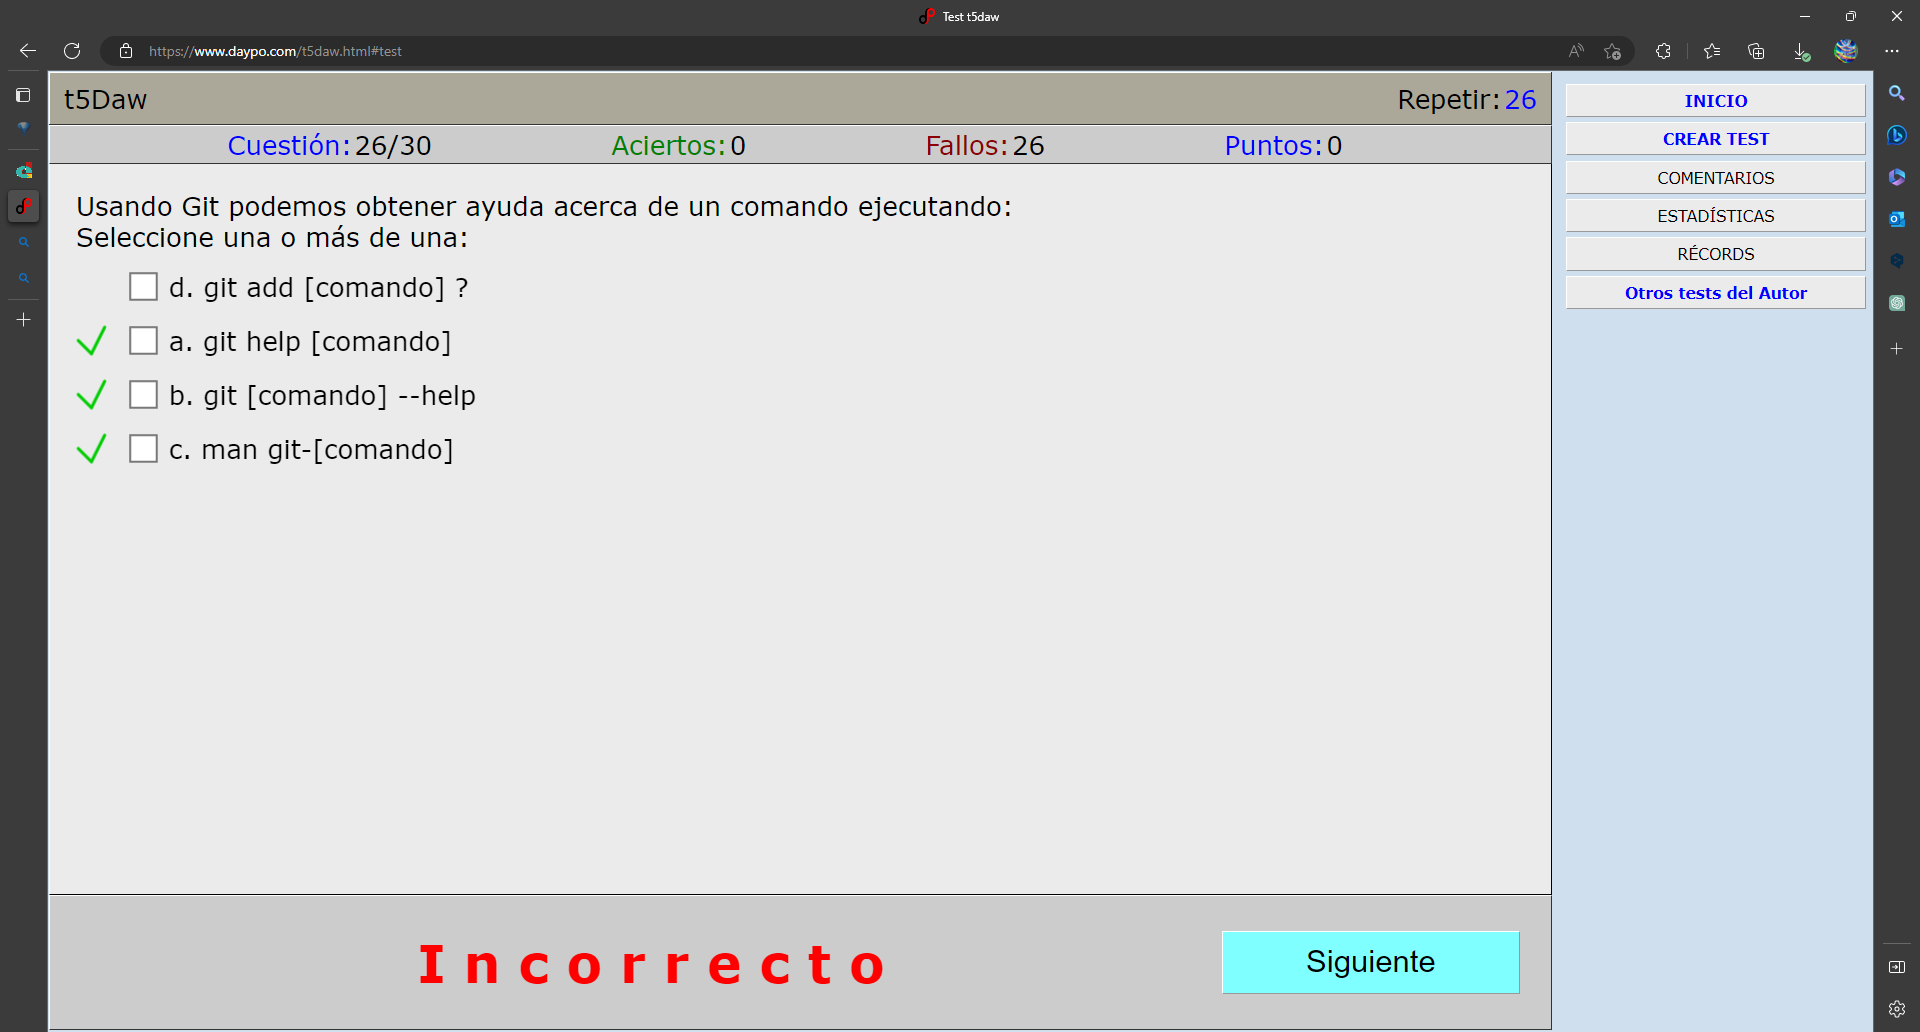 Test t5daw
https://www.daypo.com/t5daw.html#test
t5Daw
Repetir: 26
Cuestión: 26/30 Aciertos: 0 Fallos: 26 Puntos: 0
Usando Git podemos obtener ayuda acerca de un comando ejecutando:
Seleccione una o más de una:
d. git add [comando] ?
a. git help [comando]
b. git [comando] --help
c. man git-[comando]
Incorrecto
Siguiente
INICIO
CREAR TEST
COMENTARIOS
ESTADÍSTICAS
RÉCORDS
Otros tests del Autor